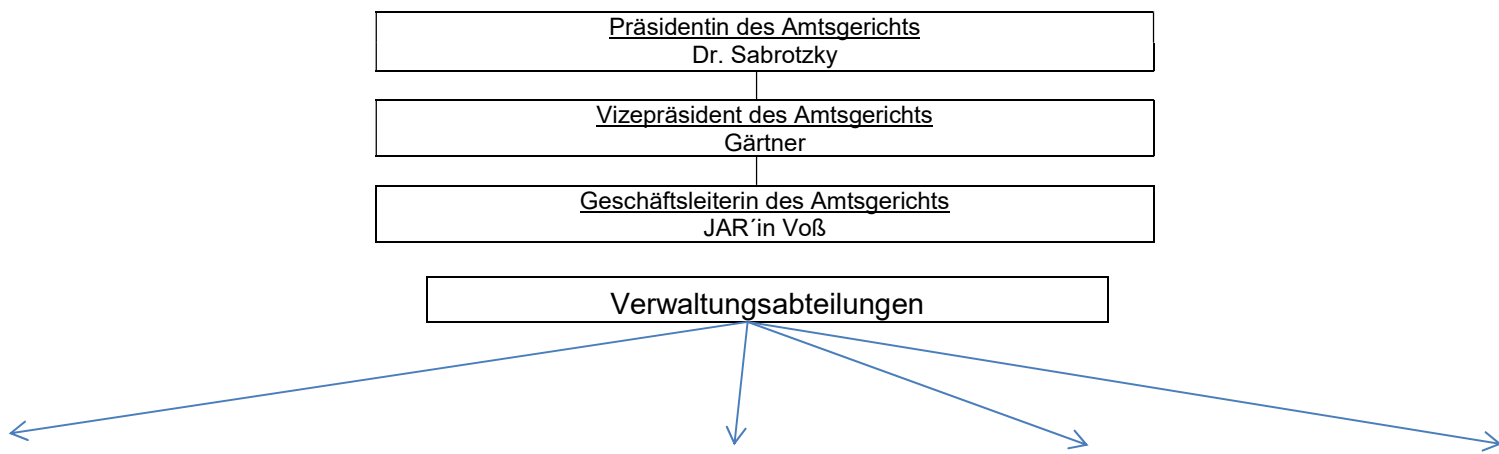 Präsidentin des Amtsgerichts
Dr. Sabrotzky
Vizepräsident des Amtsgerichts
Gärtner
Geschäftsleiterin des Amtsgerichts
JAR´in Voß
Verwaltungsabteilungen